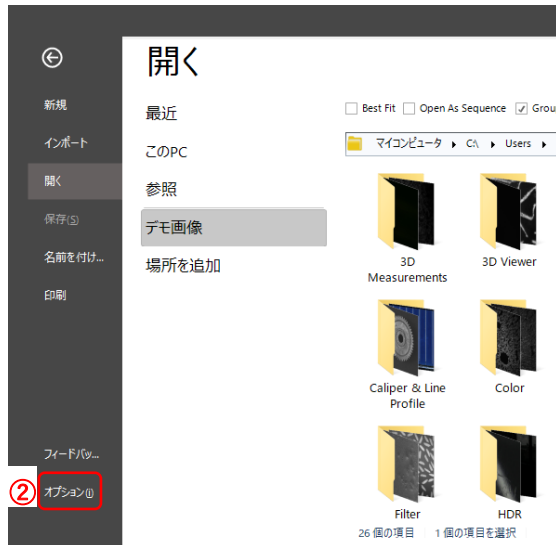 開く
新規
インポート
開く
保存(S)
名前を付け...
印刷
フィードバッ...
②
オプション(I)
最近
このPC
参照
デモ画像
場所を追加
Best Fit Open As Sequence Grou
マイコンピュータ C:\ Users
3D
Measurements
3D Viewer
Caliper & Line
Profile
Color
Filter
HDR
26 個の項目 1 個の項目を選択